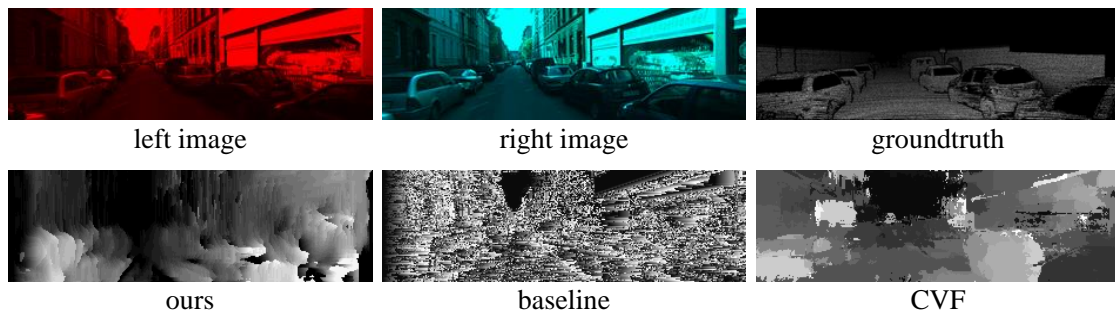 left image
right image
groundtruth
ours
baseline
CVF